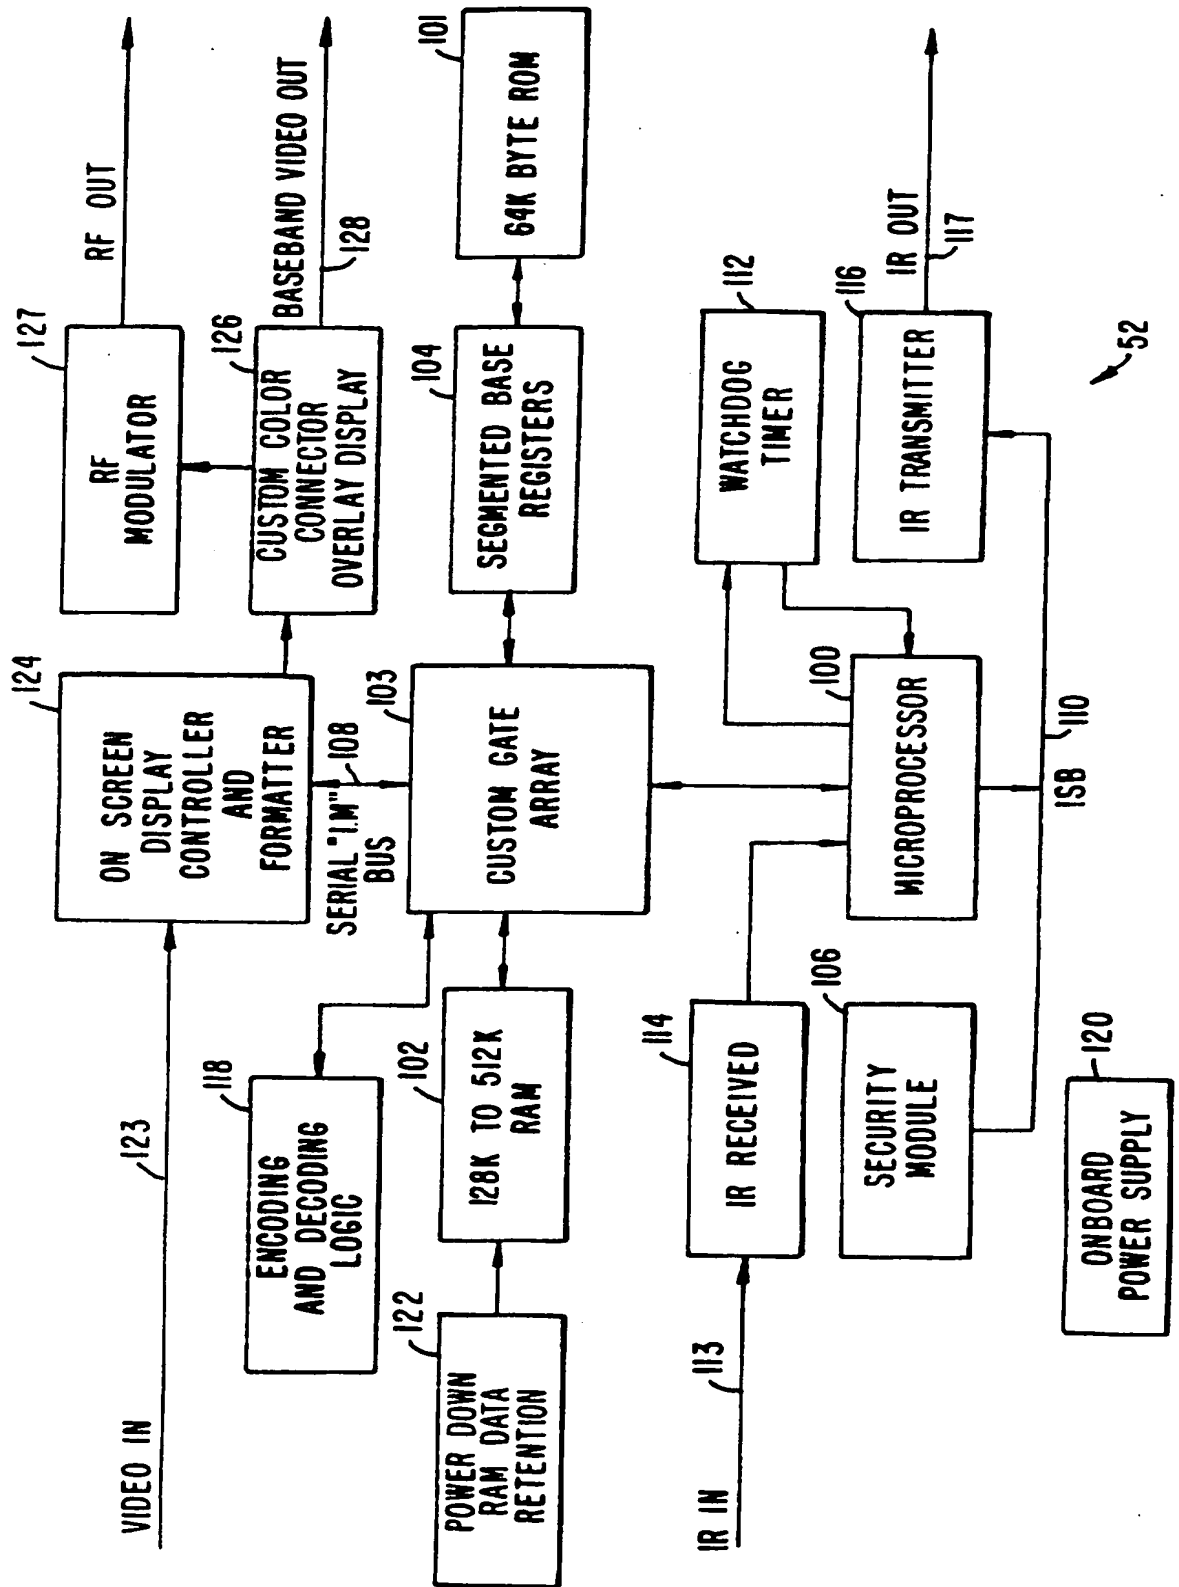 VIDEO IN
123
ON SCREEN
DISPLAY
CONTROLLER
AND
FORMATTER
124
RF
MODULATOR
127
RF OUT
CUSTOM COLOR
CONNECTOR
OVERLAY DISPLAY
126
BASEBAND VIDEO OUT
128
ENCODING
AND DECODING
LOGIC
118
SERIAL "I.M"
BUS
108
POWER DOWN
RAM DATA
RETENTION
122
128K TO 512K
RAM
102
CUSTOM GATE
ARRAY
103
SEGMENTED BASE
REGISTERS
104
64K BYTE ROM
101
IR IN
113
IR RECEIVED
114
MICROPROCESSOR
100
WATCHDOG
TIMER
112
SECURITY
MODULE
106
IR TRANSMITTER
116
IR OUT
117
ISB
110
ONBOARD
POWER SUPPLY
120
52